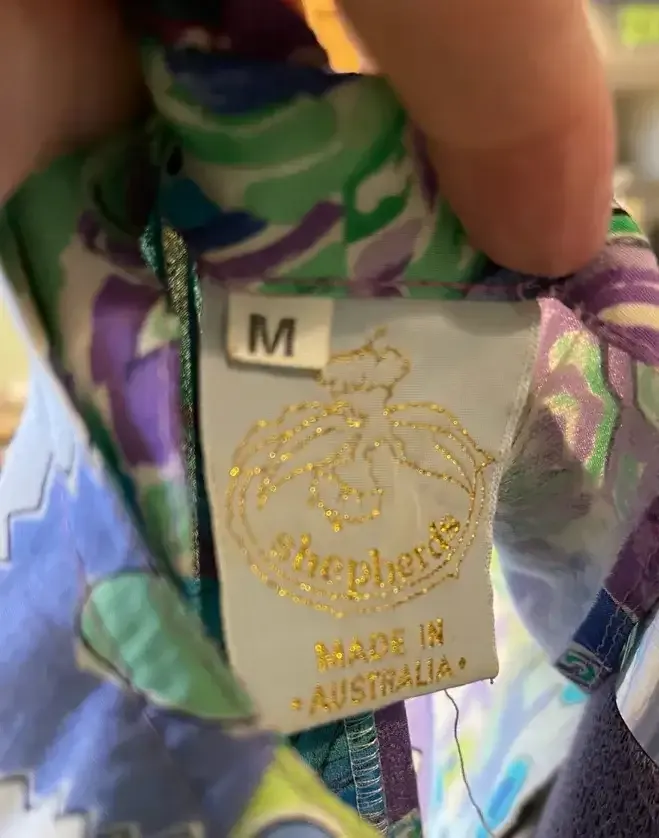 M
shepherds
MADE IN
• AUSTRALIA •